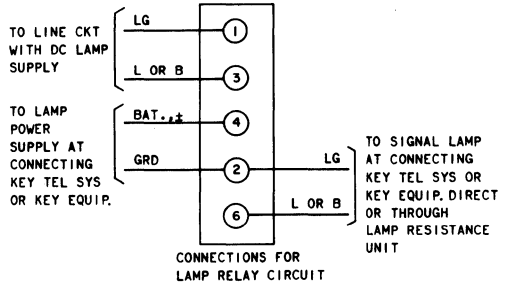 LG
TO LINE CKT
WITH DC LAMP
SUPPLY
1
L OR B
3
TO LAMP
POWER
SUPPLY AT
CONNECTING
KEY TEL SYS
OR KEY EQUIP.
BAT.,±
4
GRD
2
LG
L OR B
6
TO SIGNAL LAMP
AT CONNECTING
KEY TEL SYS OR
KEY EQUIP. DIRECT
OR THROUGH
LAMP RESISTANCE
UNIT
CONNECTIONS FOR
LAMP RELAY CIRCUIT